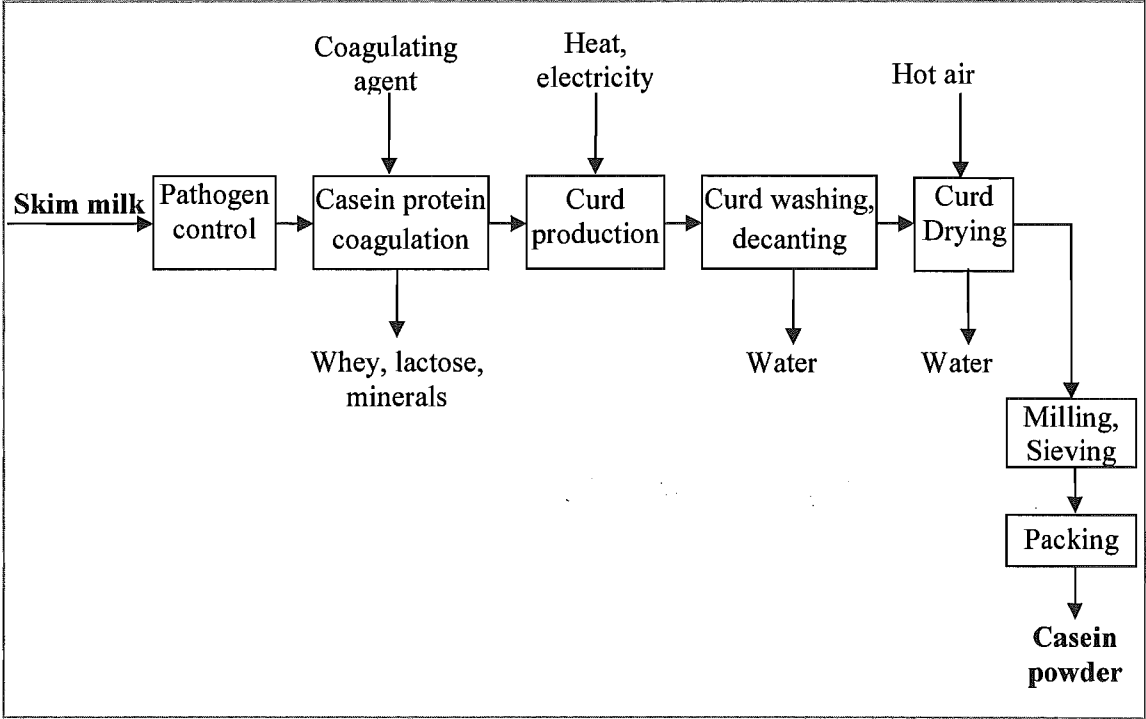 Coagulating
agent
Heat,
electricity
Hot air
Skim milk
Pathogen
control
Casein protein
coagulation
Curd
production
Curd washing,
decanting
Curd
Drying
Whey, lactose,
minerals
Water
Water
Milling,
Sieving
Packing
Casein
powder